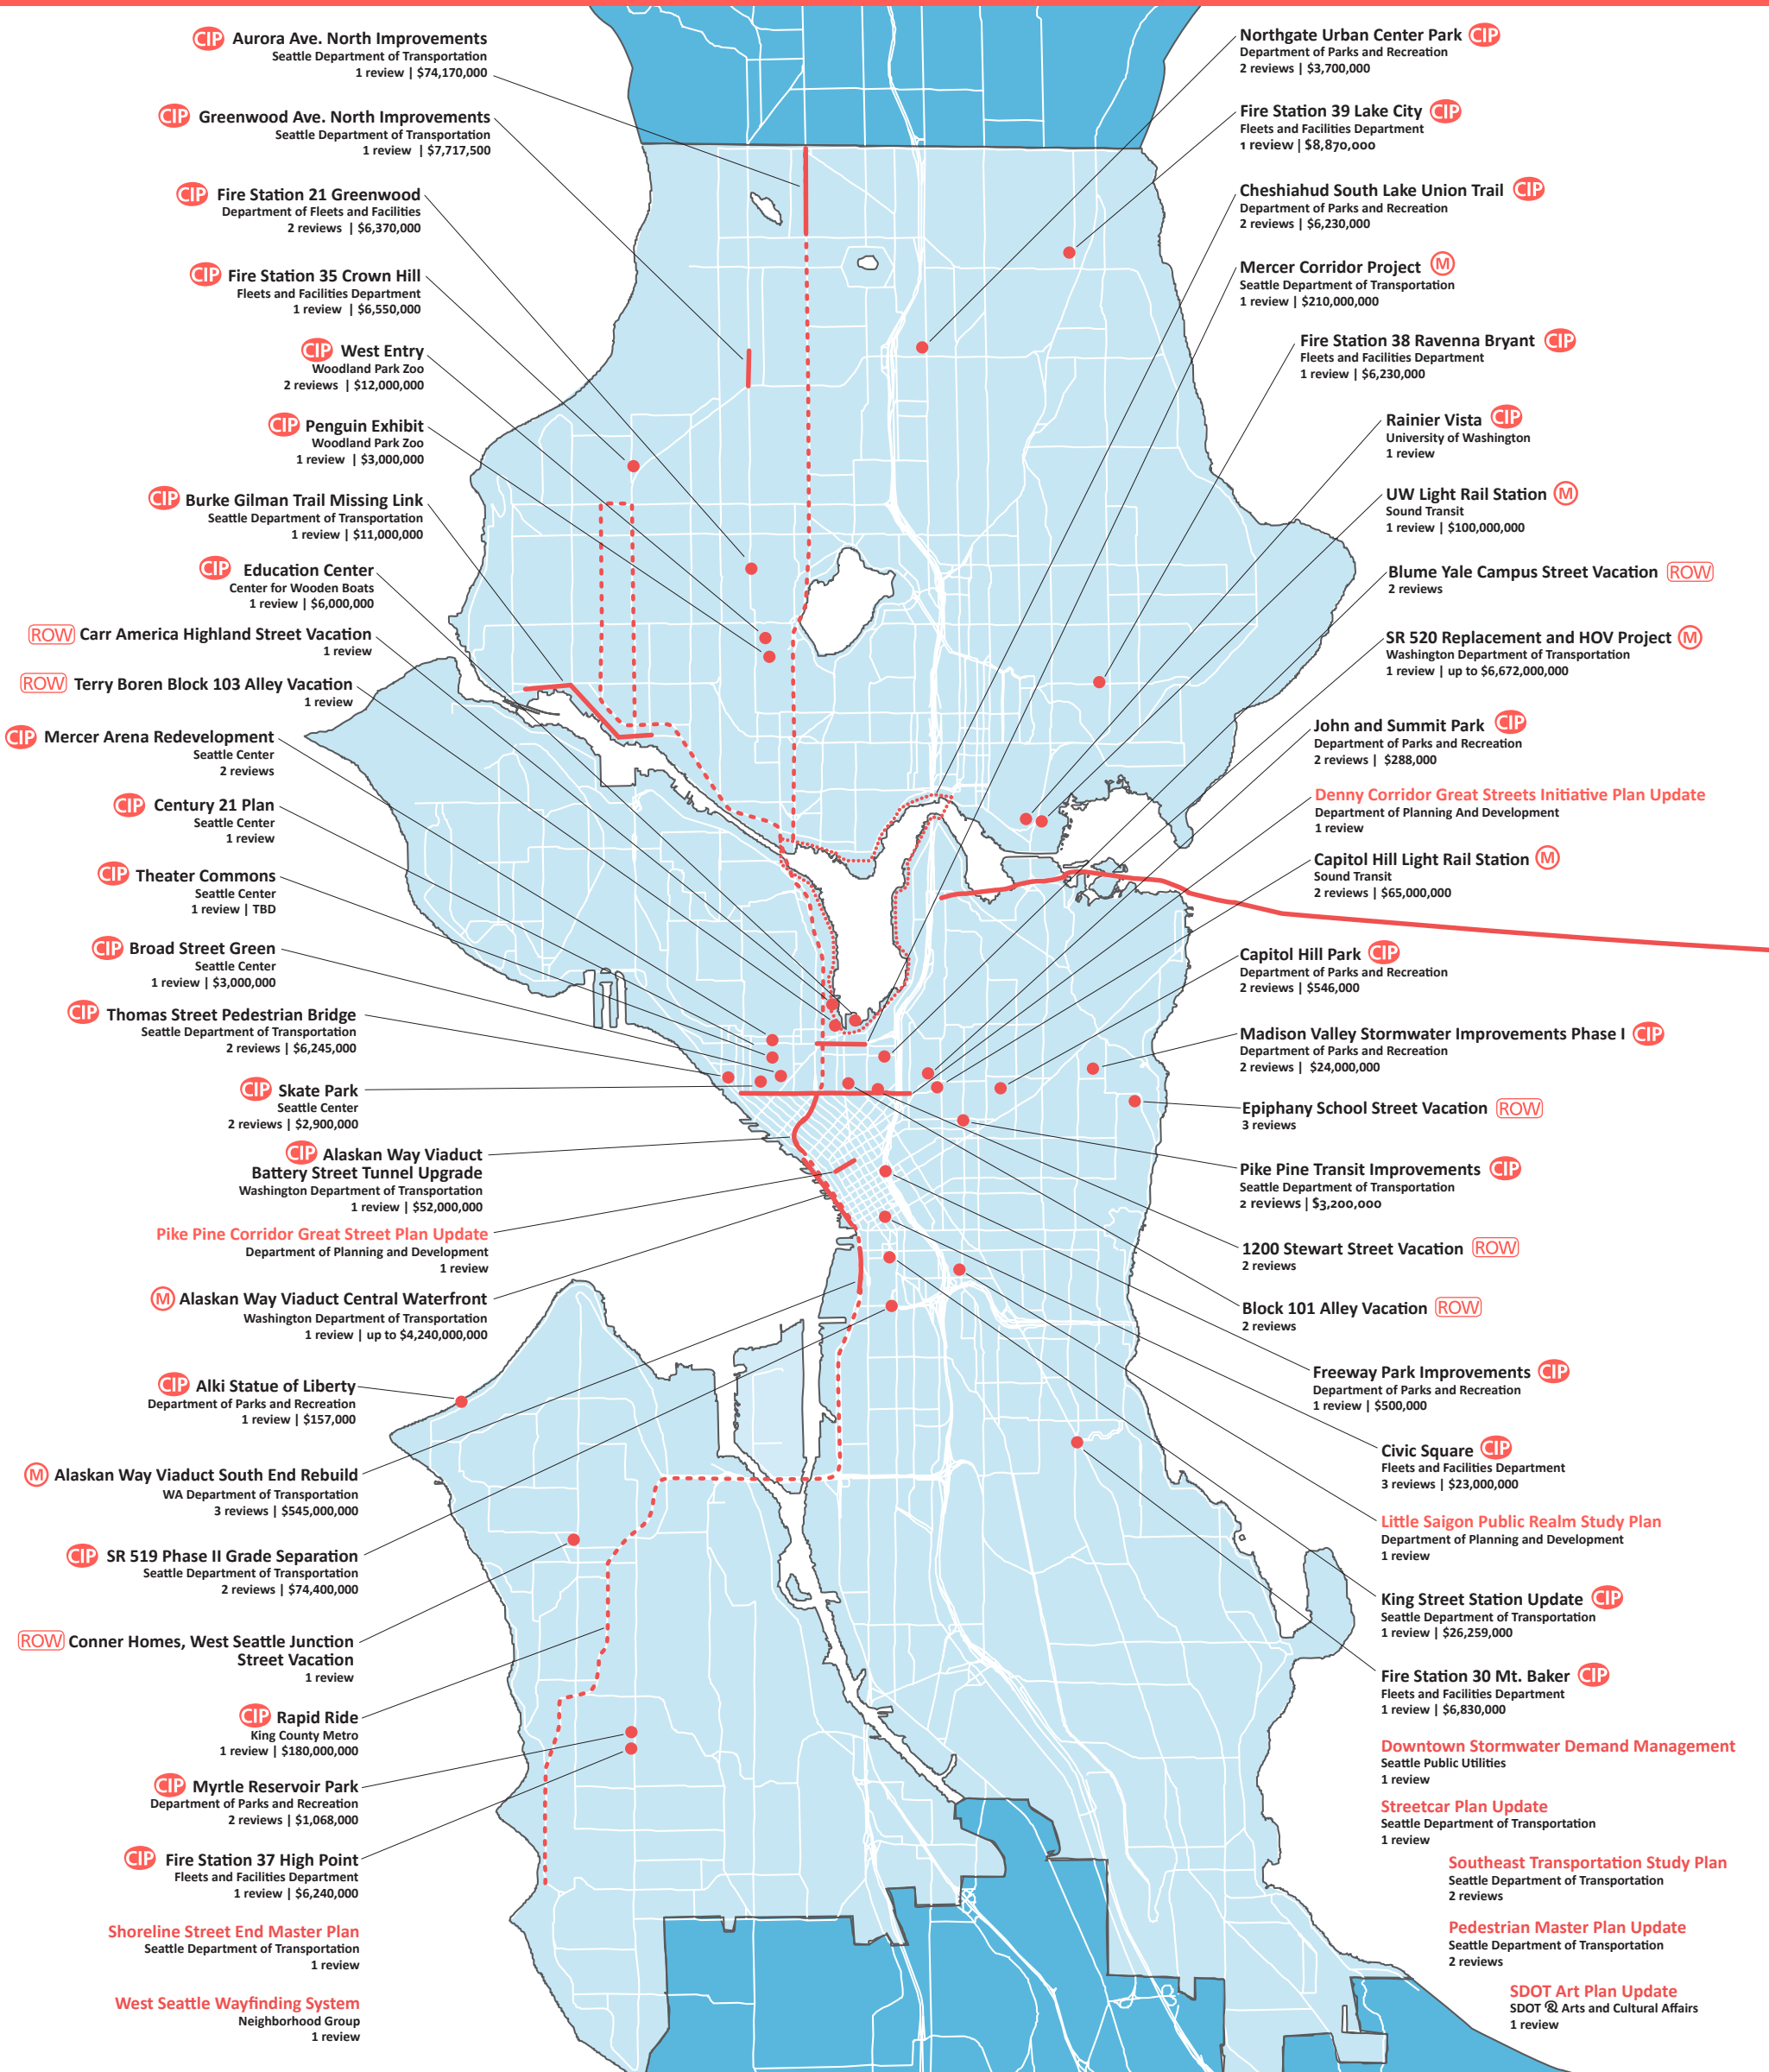 CIP Aurora Ave. North Improvements
Seattle Department of Transportation
1 review | $74,170,000
CIP Greenwood Ave. North Improvements
Seattle Department of Transportation
1 review | $7,717,500
CIP Fire Station 21 Greenwood
Department of Fleets and Facilities
2 reviews | $6,370,000
CIP Fire Station 35 Crown Hill
Fleets and Facilities Department
1 review | $6,550,000
CIP West Entry
Woodland Park Zoo
2 reviews | $12,000,000
CIP Penguin Exhibit
Woodland Park Zoo
1 review | $3,000,000
CIP Burke Gilman Trail Missing Link
Seattle Department of Transportation
1 review | $11,000,000
CIP Education Center
Center for Wooden Boats
1 review | $6,000,000
ROW Carr America Highland Street Vacation
1 review
ROW Terry Boren Block 103 Alley Vacation
1 review
CIP Mercer Arena Redevelopment
Seattle Center
2 reviews
CIP Century 21 Plan
Seattle Center
1 review
CIP Theater Commons
Seattle Center
1 review | TBD
CIP Broad Street Green
Seattle Center
1 review | $3,000,000
CIP Thomas Street Pedestrian Bridge
Seattle Department of Transportation
2 reviews | $6,245,000
CIP Skate Park
Seattle Center
2 reviews | $2,900,000
CIP Alaskan Way Viaduct
Battery Street Tunnel Upgrade
Washington Department of Transportation
1 review | $52,000,000
Pike Pine Corridor Great Street Plan Update
Department of Planning and Development
1 review
M Alaskan Way Viaduct Central Waterfront
Washington Department of Transportation
1 review | up to $4,240,000,000
CIP Alki Statue of Liberty
Department of Parks and Recreation
1 review | $157,000
M Alaskan Way Viaduct South End Rebuild
WA Department of Transportation
3 reviews | $545,000,000
CIP SR 519 Phase II Grade Separation
Seattle Department of Transportation
2 reviews | $74,400,000
ROW Conner Homes, West Seattle Junction
Street Vacation
1 review
CIP Rapid Ride
King County Metro
1 review | $180,000,000
CIP Myrtle Reservoir Park
Department of Parks and Recreation
2 reviews | $1,068,000
CIP Fire Station 37 High Point
Fleets and Facilities Department
1 review | $6,240,000
Shoreline Street End Master Plan
Seattle Department of Transportation
1 review
West Seattle Wayfinding System
Neighborhood Group
1 review
Northgate Urban Center Park CIP
Department of Parks and Recreation
2 reviews | $3,700,000
Fire Station 39 Lake City CIP
Fleets and Facilities Department
1 review | $8,870,000
Cheshiahud South Lake Union Trail CIP
Department of Parks and Recreation
2 reviews | $6,230,000
Mercer Corridor Project M
Seattle Department of Transportation
1 review | $210,000,000
Fire Station 38 Ravenna Bryant CIP
Fleets and Facilities Department
1 review | $6,230,000
Rainier Vista CIP
University of Washington
1 review
UW Light Rail Station M
Sound Transit
1 review | $100,000,000
Blume Yale Campus Street Vacation ROW
2 reviews
SR 520 Replacement and HOV Project M
Washington Department of Transportation
1 review | up to $6,672,000,000
John and Summit Park CIP
Department of Parks and Recreation
2 reviews | $288,000
Denny Corridor Great Streets Initiative Plan Update
Department of Planning And Development
1 review
Capitol Hill Light Rail Station M
Sound Transit
2 reviews | $65,000,000
Capitol Hill Park CIP
Department of Parks and Recreation
2 reviews | $546,000
Madison Valley Stormwater Improvements Phase I CIP
Department of Parks and Recreation
2 reviews | $24,000,000
Epiphany School Street Vacation ROW
3 reviews
Pike Pine Transit Improvements CIP
Seattle Department of Transportation
2 reviews | $3,200,000
1200 Stewart Street Vacation ROW
2 reviews
Block 101 Alley Vacation ROW
2 reviews
Freeway Park Improvements CIP
Department of Parks and Recreation
1 review | $500,000
Civic Square CIP
Fleets and Facilities Department
3 reviews | $23,000,000
Little Saigon Public Realm Study Plan
Department of Planning and Development
1 review
King Street Station Update CIP
Seattle Department of Transportation
1 review | $26,259,000
Fire Station 30 Mt. Baker CIP
Fleets and Facilities Department
1 review | $6,830,000
Downtown Stormwater Demand Management
Seattle Public Utilities
1 review
Streetcar Plan Update
Seattle Department of Transportation
1 review
Southeast Transportation Study Plan
Seattle Department of Transportation
2 reviews
Pedestrian Master Plan Update
Seattle Department of Transportation
2 reviews
SDOT Art Plan Update
SDOT & Arts and Cultural Affairs
1 review